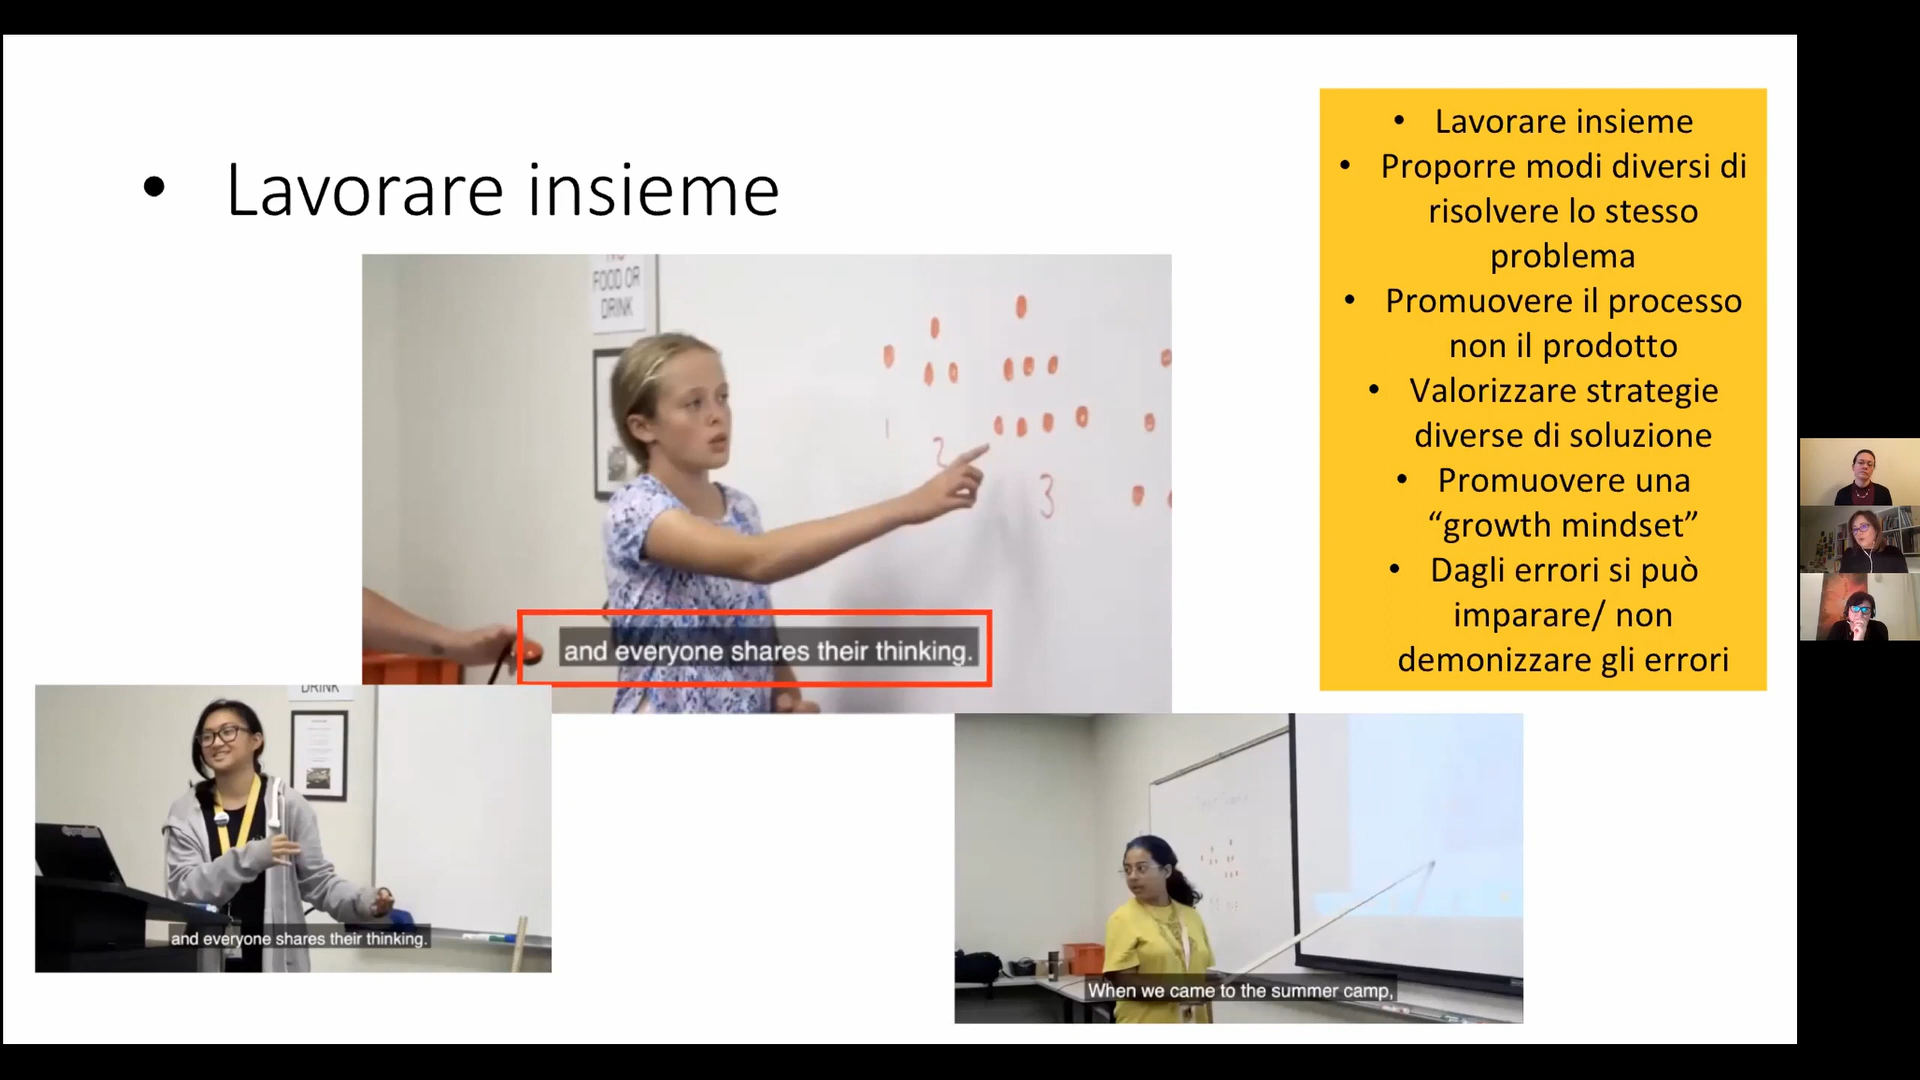 • Lavorare insieme
• Lavorare insieme
• Proporre modi diversi di
risolvere lo stesso
problema
• Promuovere il processo
non il prodotto
• Valorizzare strategie
diverse di soluzione
• Promuovere una
“growth mindset”
• Dagli errori si può
imparare/ non
demonizzare gli errori
FOOD OR
DRINK
1
2
3
and everyone shares their thinking.
DRINK
and everyone shares their thinking.
When we came to the summer camp,